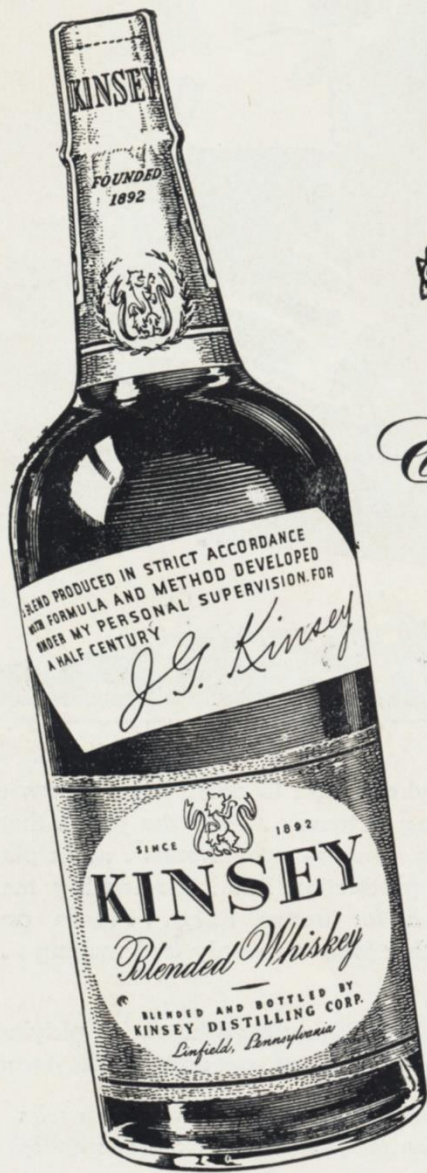 KINSEY
FOUNDED
1892
A BLEND PRODUCED IN STRICT ACCORDANCE
WITH FORMULA AND METHOD DEVELOPED
UNDER MY PERSONAL SUPERVISION, FOR
A HALF CENTURY
J.G. Kinsey
SINCE 1892
KINSEY
Blended Whiskey
BLENDED AND BOTTLED BY
KINSEY DISTILLING CORP.
Linfield, Pennsylvania